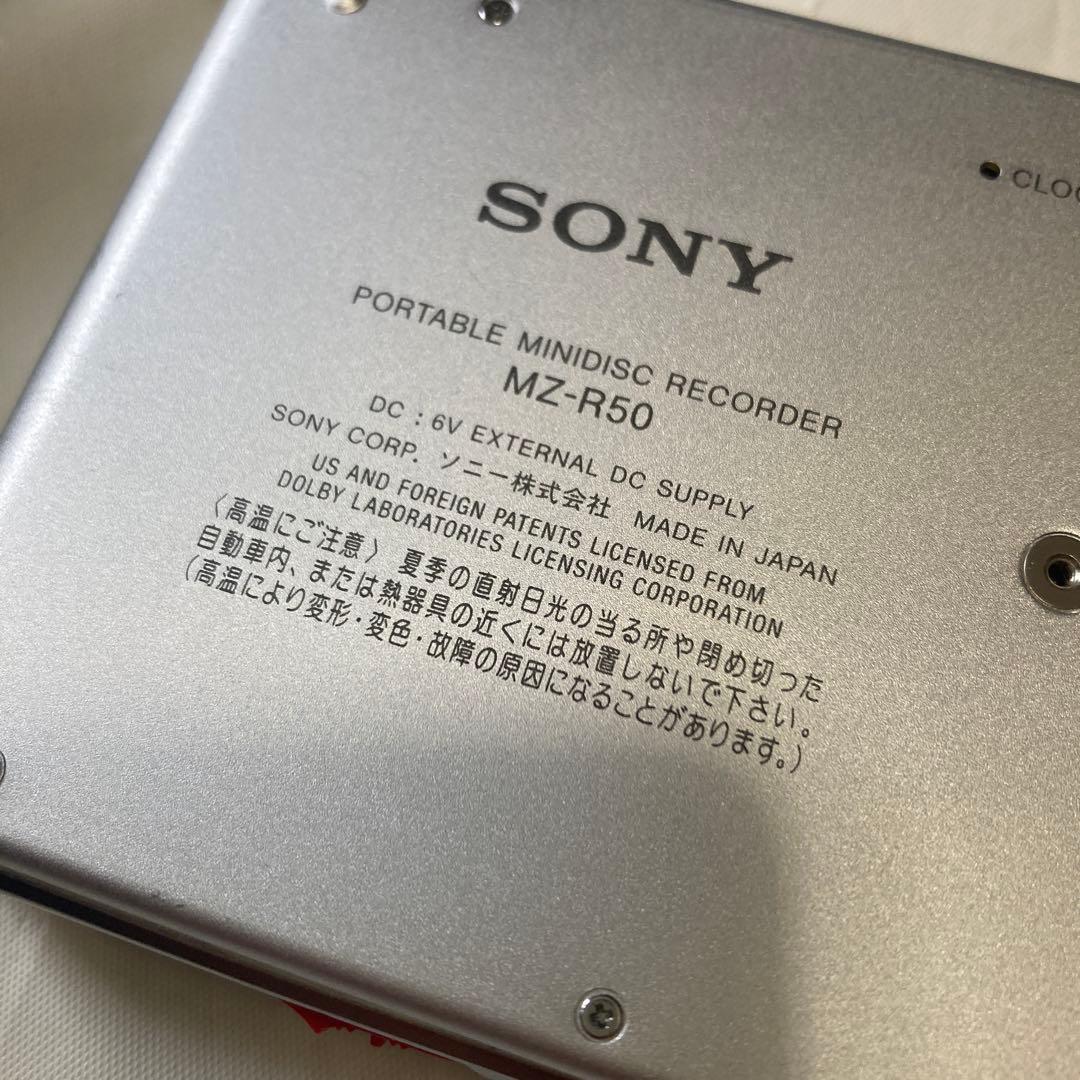 SONY
PORTABLE MINIDISC RECORDER
MZ-R50
DC : 6V EXTERNAL DC SUPPLY
SONY CORP. ソニー株式会社 MADE IN JAPAN
US AND FOREIGN PATENTS LICENSED FROM
DOLBY LABORATORIES LICENSING CORPORATION
〈高温にご注意〉 夏季の直射日光の当る所や閉め切った
自動車内、または熱器具の近くには放置しないで下さい。
(高温により変形・変色・故障の原因になることがあります。)